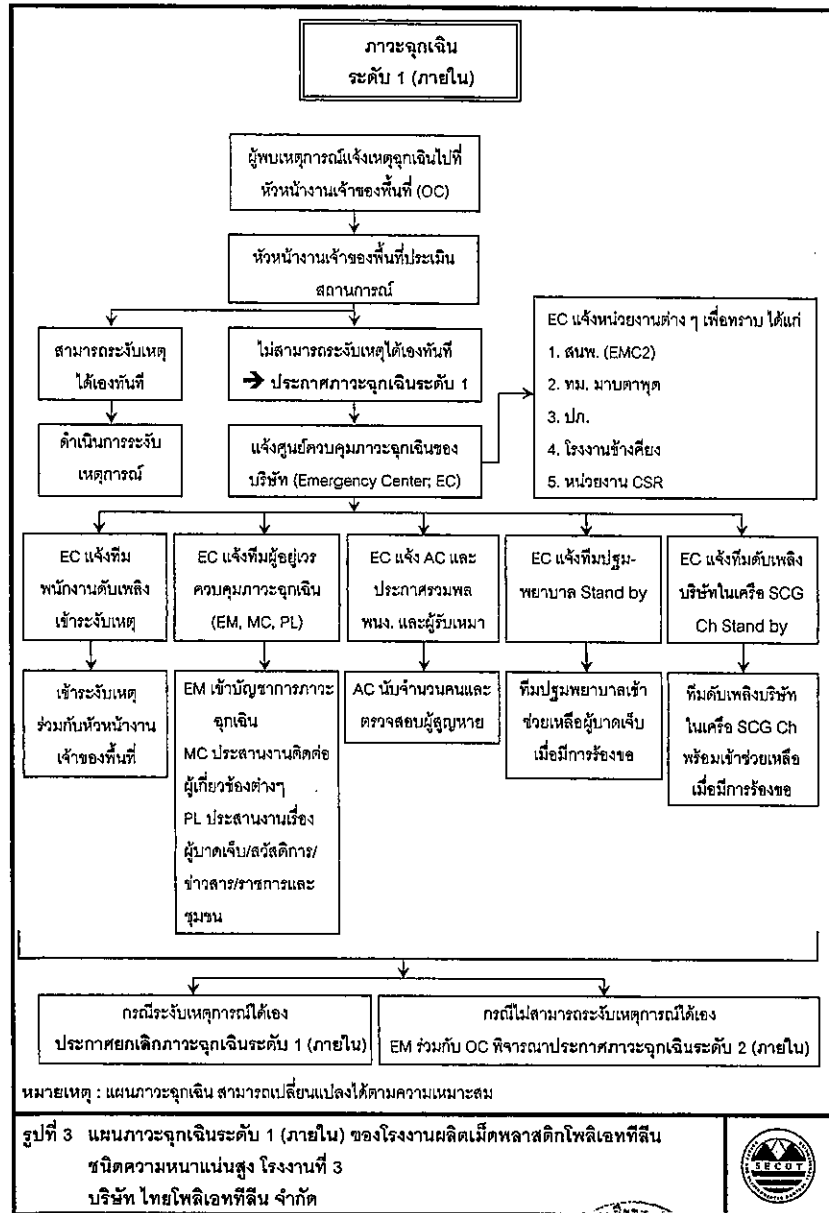 ภาวะฉุกเฉิน
ระดับ 1 (ภายใน)
ผู้พบเหตุการณ์แจ้งเหตุฉุกเฉินไปที่
หัวหน้างานเจ้าของพื้นที่ (OC)
หัวหน้างานเจ้าของพื้นที่ประเมิน
สถานการณ์
สามารถระงับเหตุ
ได้เองทันที
ไม่สามารถระงับเหตุได้เองทันที
➔ ประกาศภาวะฉุกเฉินระดับ 1
EC แจ้งหน่วยงานต่าง ๆ เพื่อทราบ ได้แก่
1. สนพ. (EMC2)
2. ทม. มาบตาพุด
3. ปภ.
4. โรงงานข้างคียง
5. หน่วยงาน CSR
ดำเนินการระงับ
เหตุการณ์
แจ้งศูนย์ควบคุมภาวะฉุกเฉินของ
บริษัท (Emergency Center; EC)
EC แจ้งทีม
พนักงานดับเพลิง
เข้าระงับเหตุ
EC แจ้งทีมผู้อยู่เวร
ควบคุมภาวะฉุกเฉิน
(EM, MC, PL)
EC แจ้ง AC และ
ประกาศรวมพล
พนง. และผู้รับเหมา
EC แจ้งทีมปฐม-
พยาบาล Stand by
EC แจ้งทีมดับเพลิง
บริษัทในเครือ SCG
Ch Stand by
เข้าระงับเหตุ
ร่วมกับหัวหน้างาน
เจ้าของพื้นที่
EM เข้าบัญชาการภาวะ
ฉุกเฉิน
MC ประสานงานติดต่อ
ผู้เกี่ยวข้องต่างๆ
PL ประสานงานเรื่อง
ผู้บาดเจ็บ/สวัสดิการ/
ข่าวสาร/ราชการและ
ชุมชน
AC นับจำนวนคนและ
ตรวจสอบผู้สูญหาย
ทีมปฐมพยาบาลเข้า
ช่วยเหลือผู้บาดเจ็บ
เมื่อมีการร้องขอ
ทีมดับเพลิงบริษัท
ในเครือ SCG Ch
พร้อมเข้าช่วยเหลือ
เมื่อมีการร้องขอ
กรณีระงับเหตุการณ์ได้เอง
ประกาศยกเลิกภาวะฉุกเฉินระดับ 1 (ภายใน)
กรณีไม่สามารถระงับเหตุการณ์ได้เอง
EM ร่วมกับ OC พิจารณาประกาศภาวะฉุกเฉินระดับ 2 (ภายใน)
หมายเหตุ : แผนภาวะฉุกเฉิน สามารถเปลี่ยนแปลงได้ตามความเหมาะสม
รูปที่ 3 แผนภาวะฉุกเฉินระดับ 1 (ภายใน) ของโรงงานผลิตเม็ดพลาสติกโพลิเอททีลีน
ชนิดความหนาแน่นสูง โรงงานที่ 3
บริษัท ไทยโพลิเอททีลีน จำกัด
SECOT